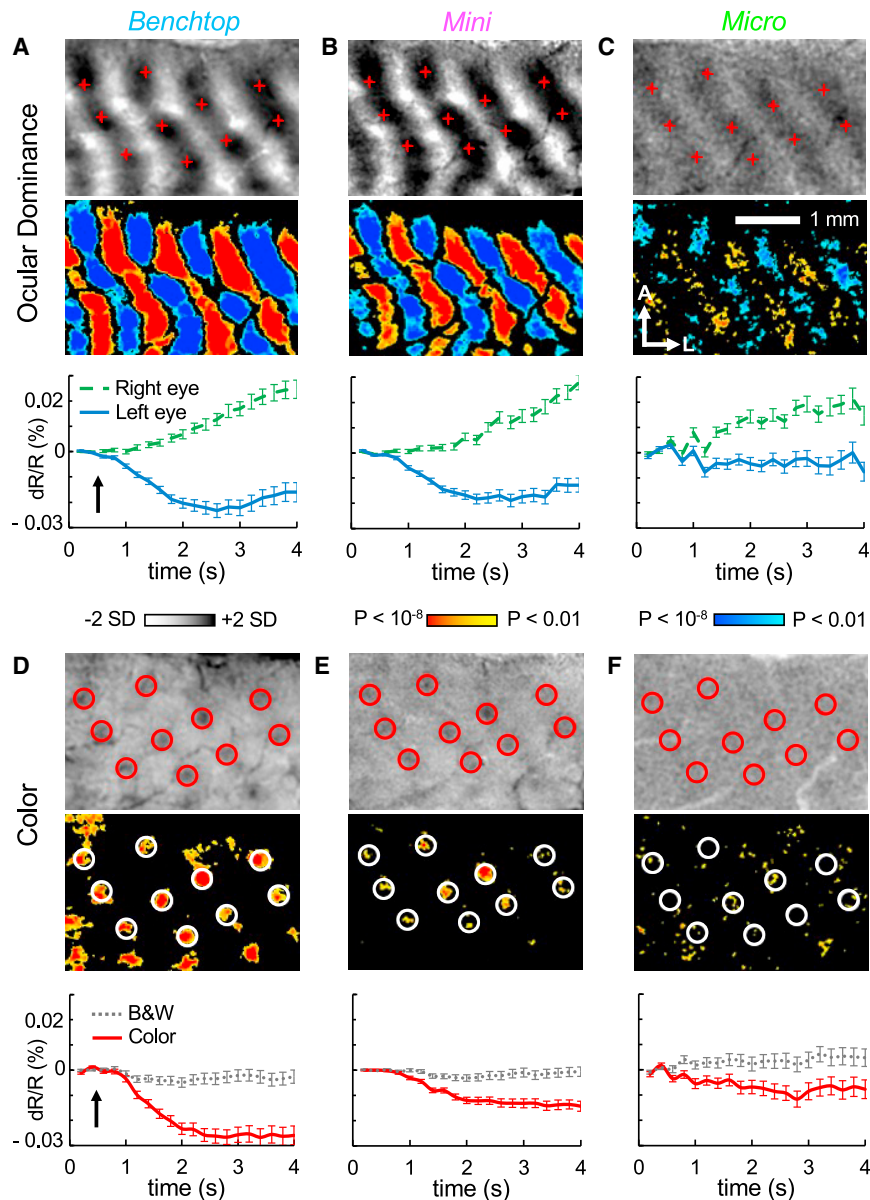 Benchtop
Mini
Micro
A
B
C
Ocular Dominance
1 mm
A
L
Right eye
Left eye
dR/R (%)
0.02
0
- 0.03
0 1 2 3 4
time (s)
0 1 2 3 4
time (s)
0 1 2 3 4
time (s)
-2 SD
+2 SD
P < 10-8
P < 0.01
P < 10-8
P < 0.01
D
E
F
Color
B&W
Color
dR/R (%)
0.02
0
- 0.03
0 1 2 3 4
time (s)
0 1 2 3 4
time (s)
0 1 2 3 4
time (s)